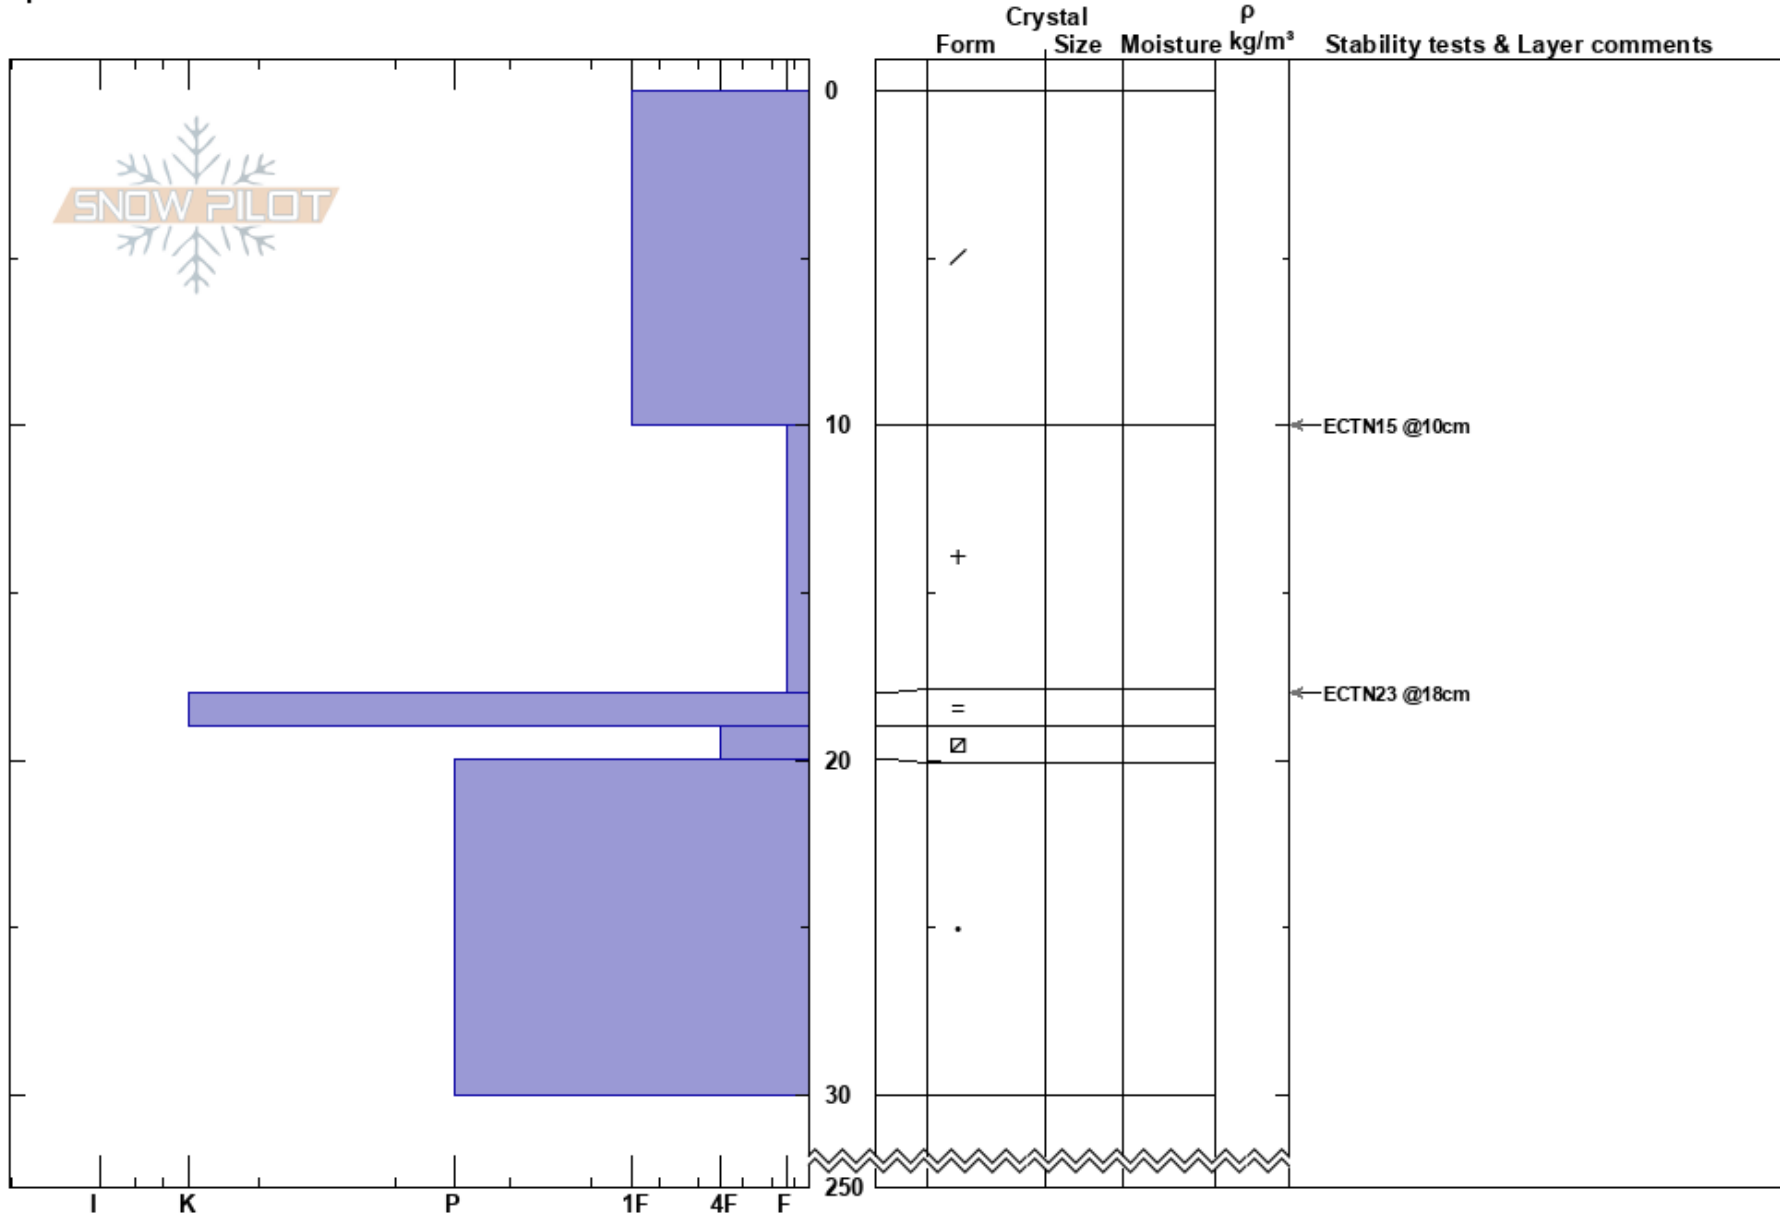 Crystal ρ
Form Size Moisture kg/m³ Stability tests & Layer comments
0
SNOW PILOT
10 ECTN15 @10cm
18 ECTN23 @18cm
20
30
250
I K P 1F 4F F